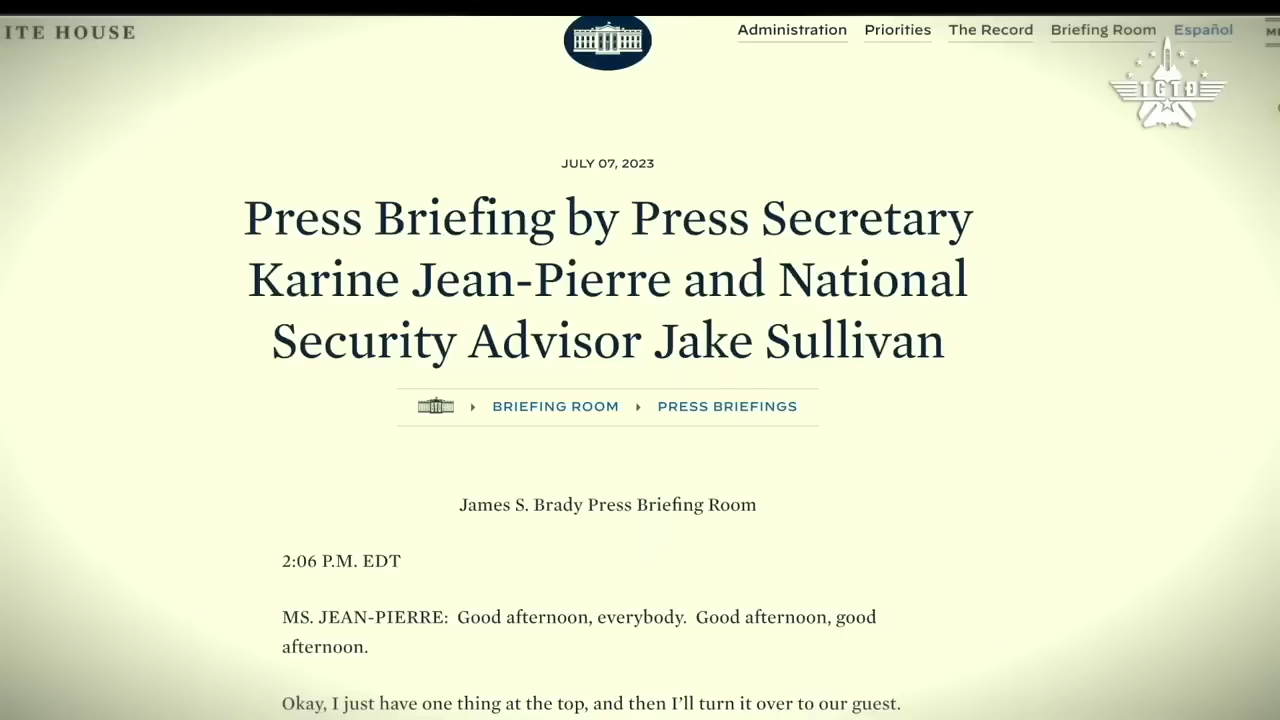 ITE HOUSE
Administration Priorities The Record Briefing Room Español
TGTĐ
JULY 07, 2023
Press Briefing by Press Secretary
Karine Jean-Pierre and National
Security Advisor Jake Sullivan
BRIEFING ROOM PRESS BRIEFINGS
James S. Brady Press Briefing Room
2:06 P.M. EDT
MS. JEAN-PIERRE: Good afternoon, everybody. Good afternoon, good
afternoon.
Okay, I just have one thing at the top, and then I’ll turn it over to our guest.